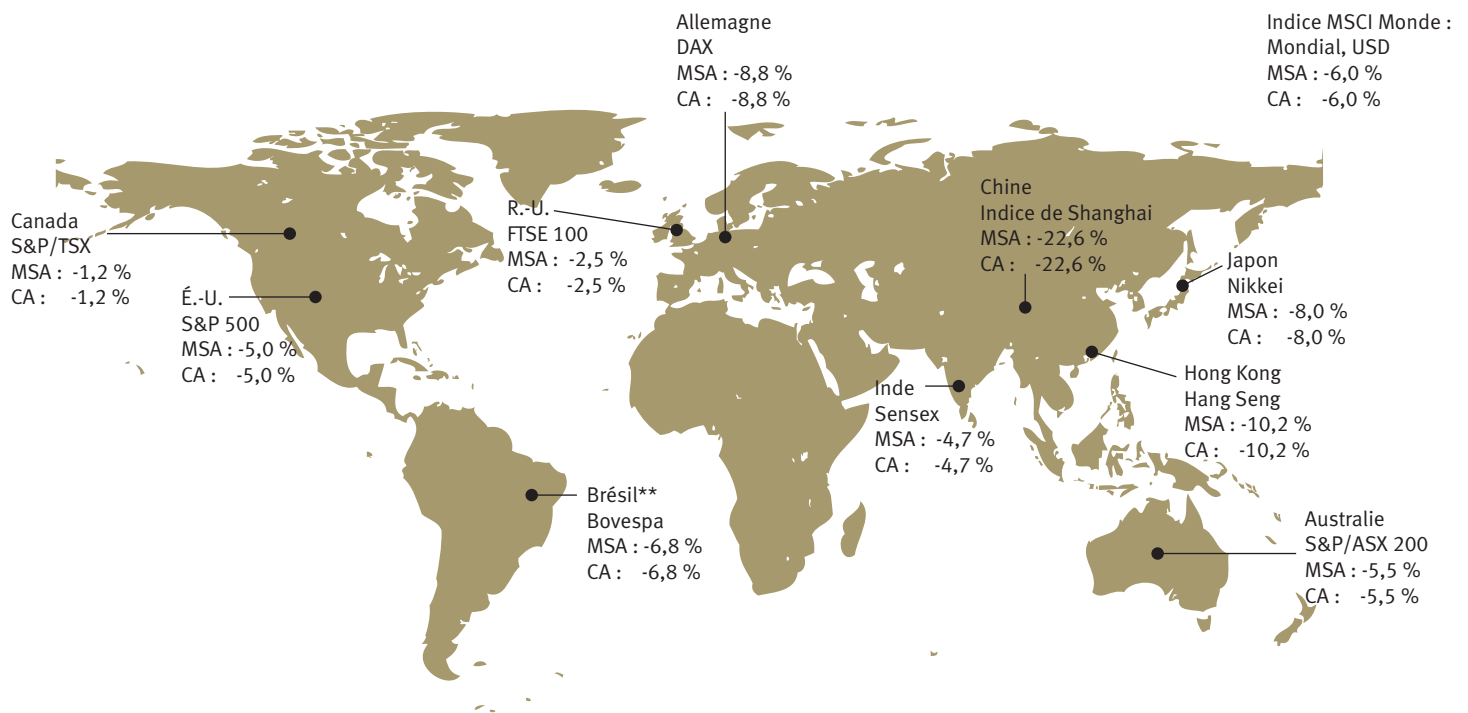 Allemagne
DAX
MSA : -8,8 %
CA : -8,8 %
Indice MSCI Monde :
Mondial, USD
MSA : -6,0 %
CA : -6,0 %
Canada
S&P/TSX
MSA : -1,2 %
CA : -1,2 %
É.-U.
S&P 500
MSA : -5,0 %
CA : -5,0 %
R.-U.
FTSE 100
MSA : -2,5 %
CA : -2,5 %
Chine
Indice de Shanghai
MSA : -22,6 %
CA : -22,6 %
Japon
Nikkei
MSA : -8,0 %
CA : -8,0 %
Hong Kong
Hang Seng
MSA : -10,2 %
CA : -10,2 %
Inde
Sensex
MSA : -4,7 %
CA : -4,7 %
Brésil**
Bovespa
MSA : -6,8 %
CA : -6,8 %
Australie
S&P/ASX 200
MSA : -5,5 %
CA : -5,5 %